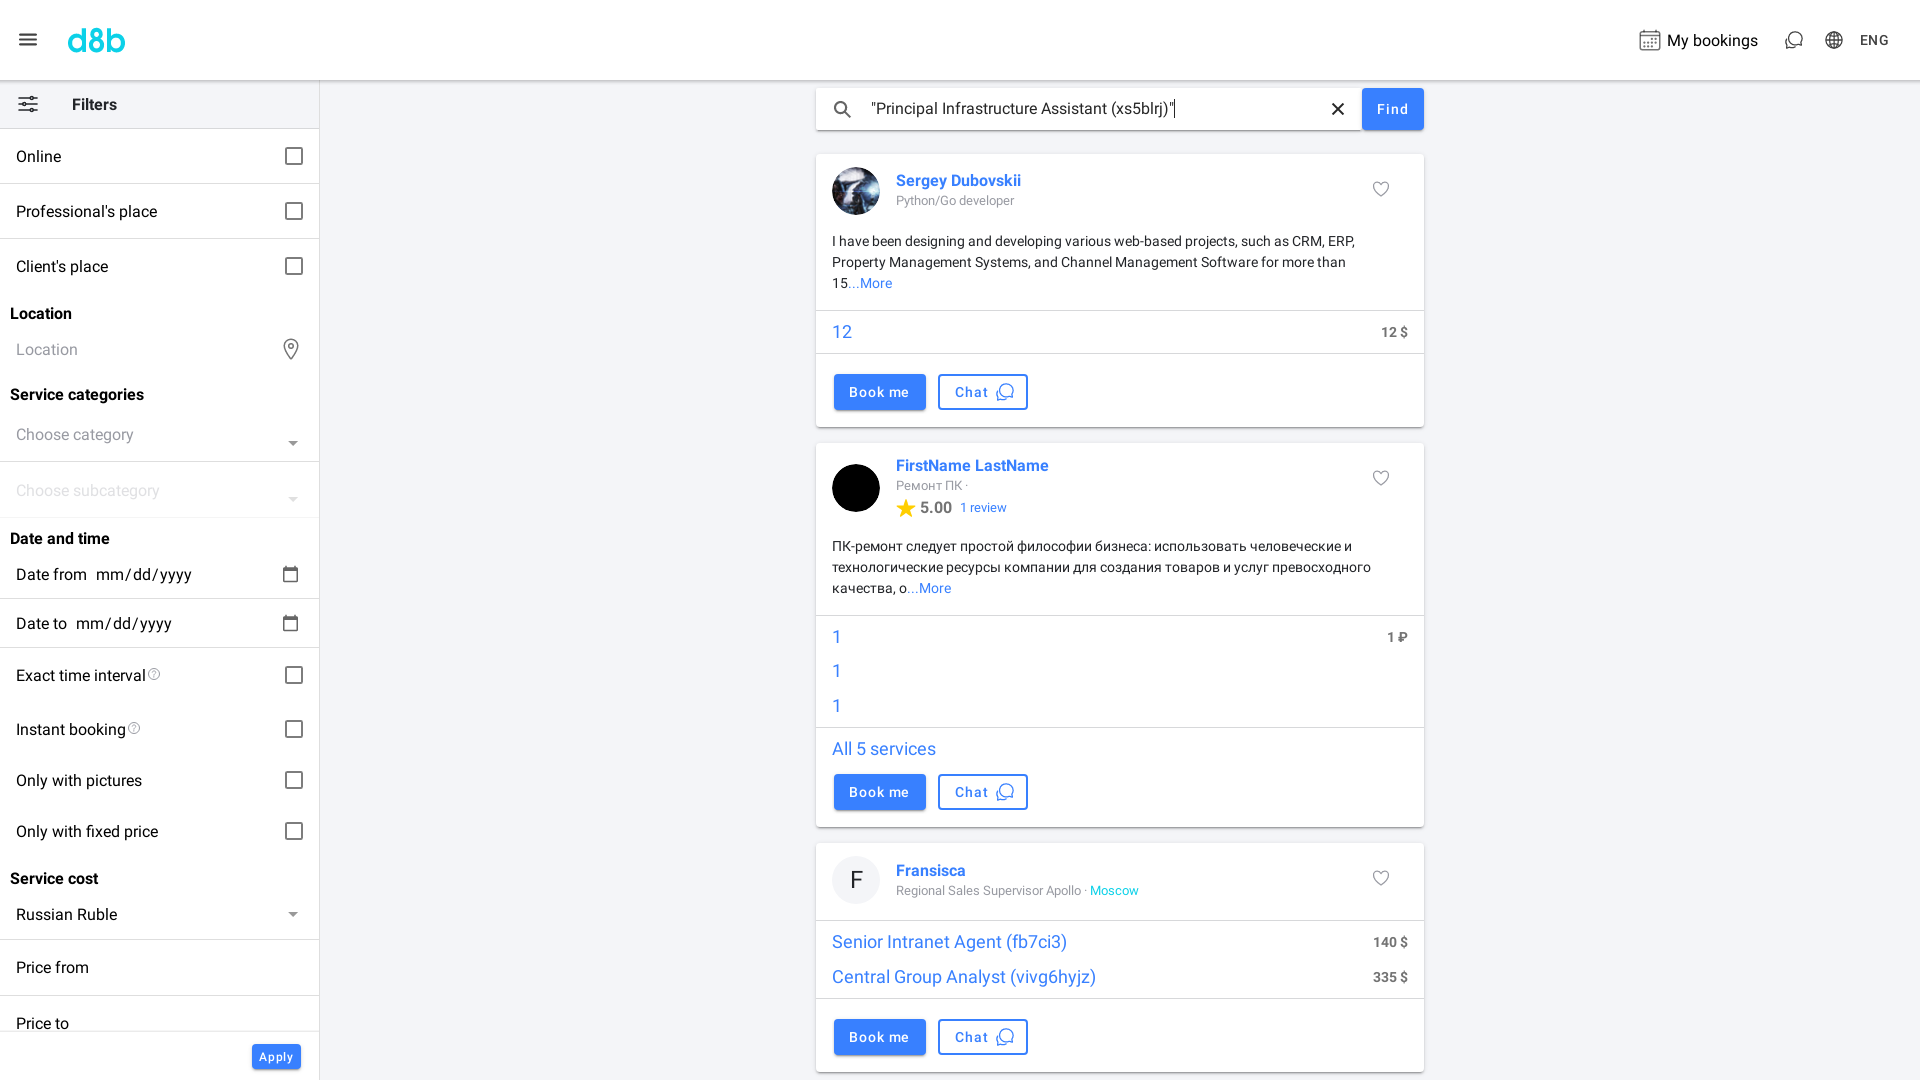 d8b
My bookings
ENG
Filters
Online
Professional's place
Client's place
Location
Location
Service categories
Choose category
Choose subcategory
Date and time
Date from mm/dd/yyyy
Date to mm/dd/yyyy
Exact time interval
Instant booking
Only with pictures
Only with fixed price
Service cost
Russian Ruble
Price from
Price to
Apply
"Principal Infrastructure Assistant (xs5blrj)"
Find
Sergey Dubovskii
Python/Go developer
I have been designing and developing various web-based projects, such as CRM, ERP,
Property Management Systems, and Channel Management Software for more than
15...More
12 12 $
Book me Chat
FirstName LastName
Ремонт ПК ·
5.00 1 review
ПК-ремонт следует простой философии бизнеса: использовать человеческие и
технологические ресурсы компании для создания товаров и услуг превосходного
качества, о...More
1 1 ₽
1
1
All 5 services
Book me Chat
F
Fransisca
Regional Sales Supervisor Apollo · Moscow
Senior Intranet Agent (fb7ci3) 140 $
Central Group Analyst (vivg6hyjz) 335 $
Book me Chat